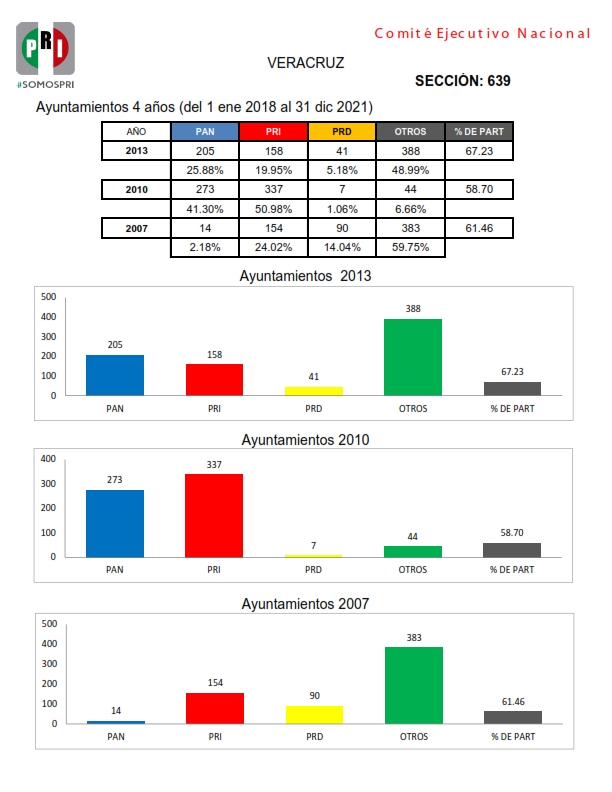 Comité Ejecutivo Nacional
PRI
#SOMOSPRI
VERACRUZ
SECCIÓN: 639
Ayuntamientos 4 años (del 1 ene 2018 al 31 dic 2021)
AÑO PAN PRI PRD OTROS % DE PART
2013 205 158 41 388 67.23
25.88% 19.95% 5.18% 48.99%
2010 273 337 7 44 58.70
41.30% 50.98% 1.06% 6.66%
2007 14 154 90 383 61.46
2.18% 24.02% 14.04% 59.75%
Ayuntamientos 2013
500
400
300
200
100
0
205 158 41 388 67.23
PAN PRI PRD OTROS % DE PART
Ayuntamientos 2010
400
300
200
100
0
273 337 7 44 58.70
PAN PRI PRD OTROS % DE PART
Ayuntamientos 2007
500
400
300
200
100
0
14 154 90 383 61.46
PAN PRI PRD OTROS % DE PART